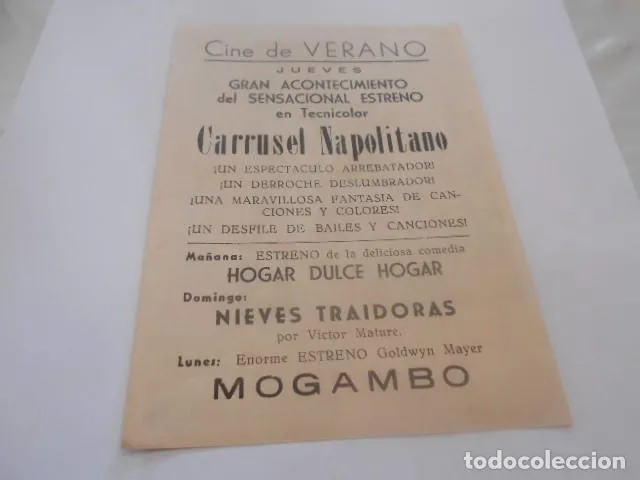 Cine de VERANO
JUEVES
GRAN ACONTECIMIENTO
del SENSACIONAL ESTRENO
en Tecnicolor
Carrusel Napolitano
¡UN ESPECTACULO ARREBATADOR!
¡UN DERROCHE DESLUMBRADOR!
¡UNA MARAVILLOSA FANTASIA DE CAN-
CIONES Y COLORES!
¡UN DESFILE DE BAILES Y CANCIONES!
Mañana: ESTRENO de la deliciosa comedia
HOGAR DULCE HOGAR
Domingo:
NIEVES TRAIDORAS
por Víctor Mature.
Lunes: Enorme ESTRENO Goldwyn Mayer
MOGAMBO
todocoleccion.net